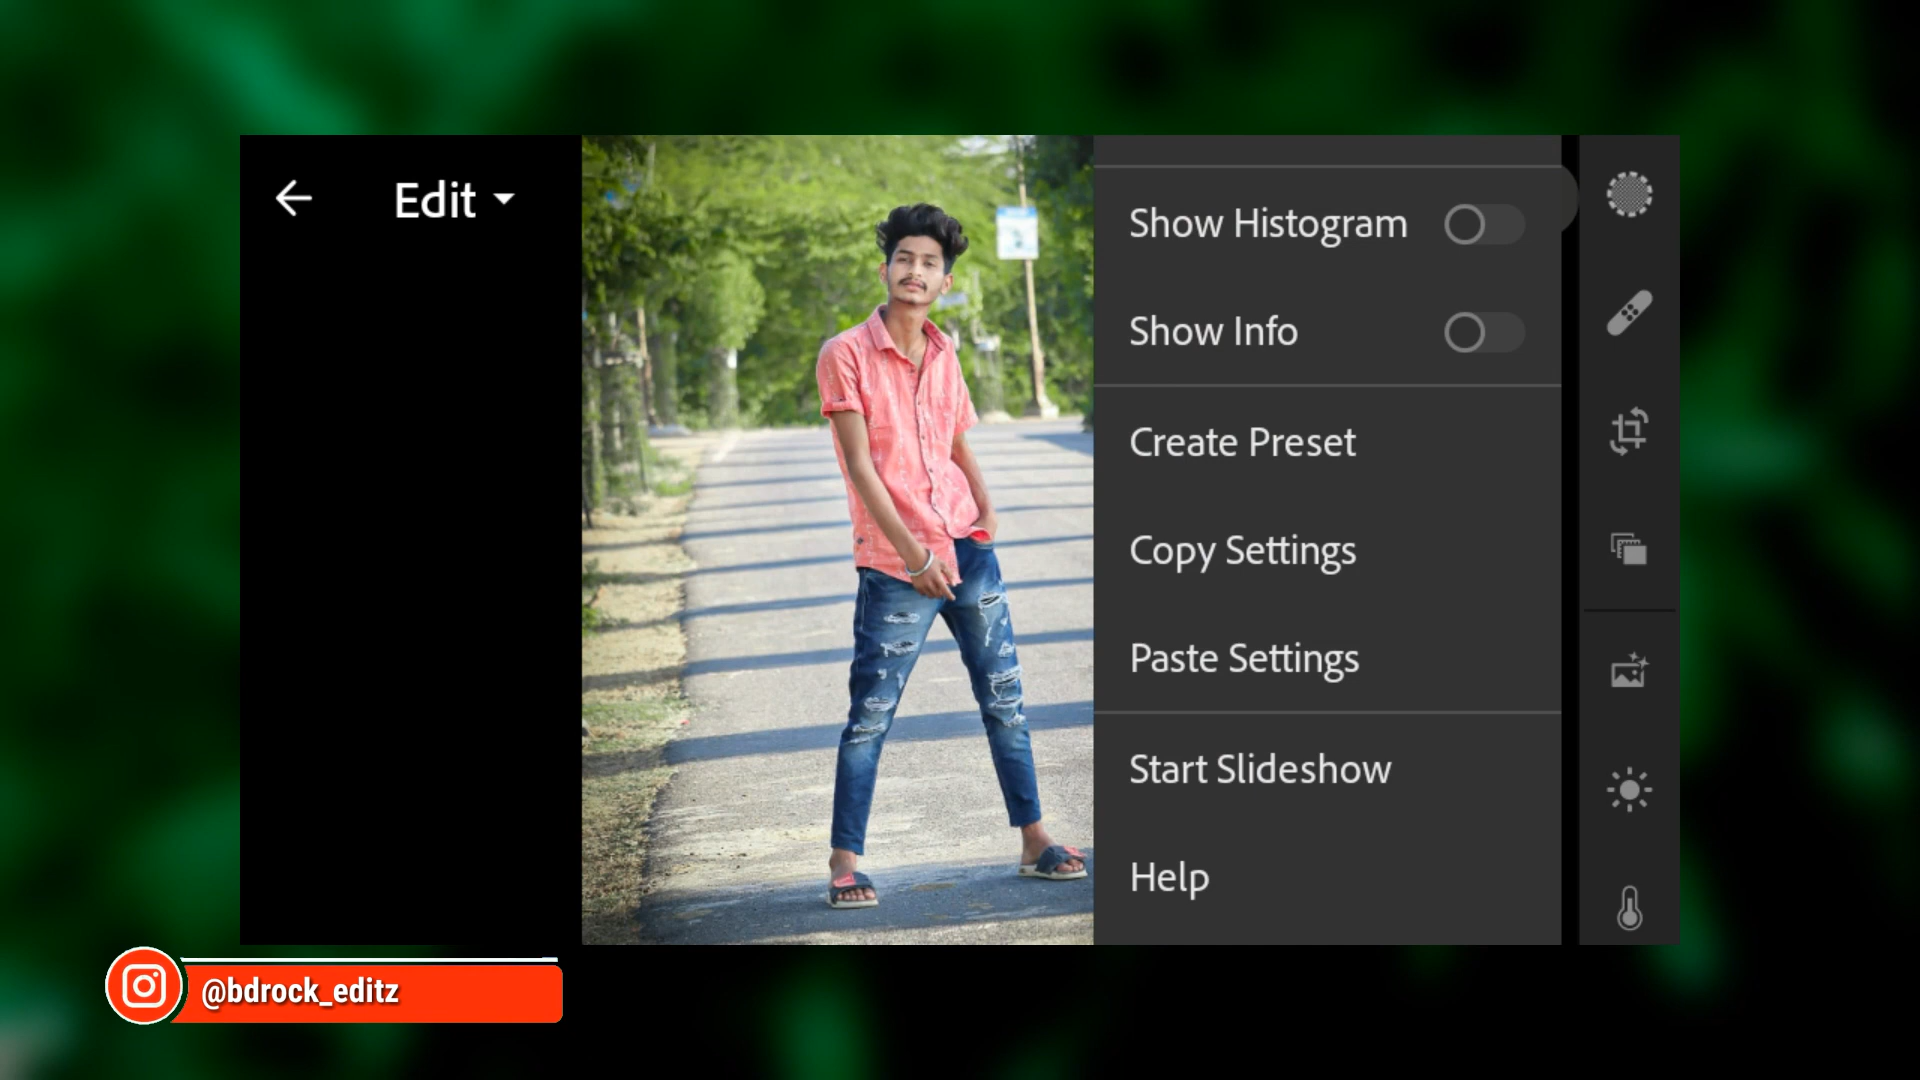 Edit
Show Histogram
Show Info
Create Preset
Copy Settings
Paste Settings
Start Slideshow
Help
@bdrock_editz